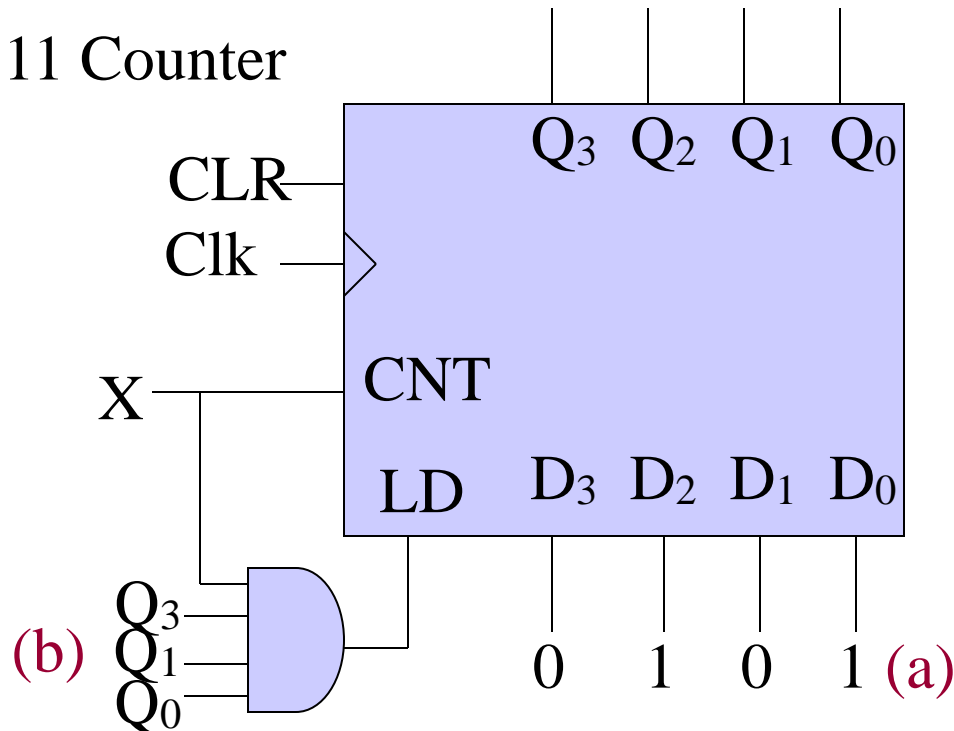 11 Counter
Q3 Q2 Q1 Q0
CLR
Clk
X
CNT
LD
D3 D2 D1 D0
Q3
(b) Q1
Q0
0 1 0 1 (a)